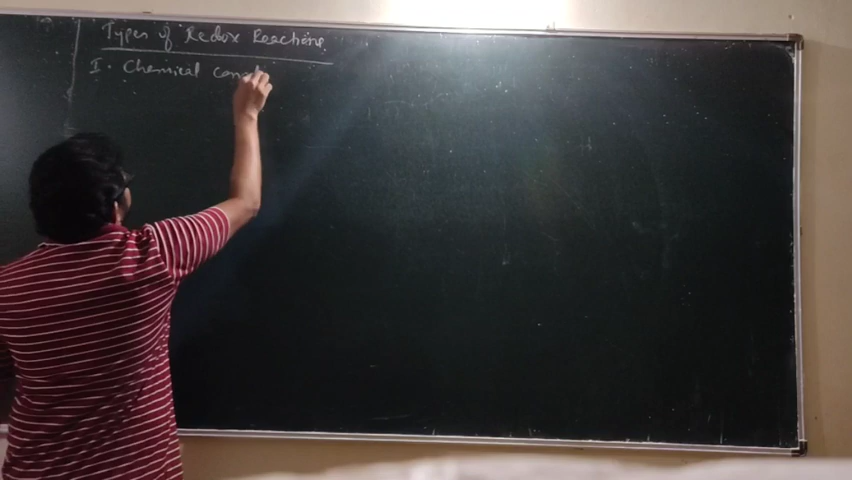 Types of Redox Reactions
I. Chemical